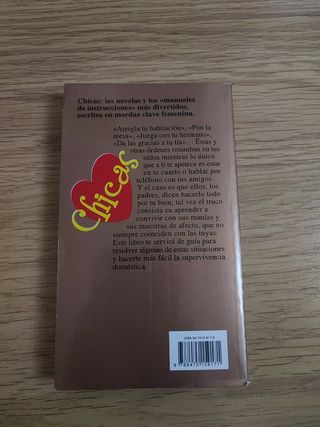 Chicas: las novelas y los «manuales
de instrucciones» más divertidos,
escritos en mordaz clave femenina.
«Arregla tu habitación», «Pon la
mesa», «Juega con tu hermano»,
«Da las gracias a tu tía»... Éstas y
otras órdenes retumban en tus
oídos mientras lo único
que a ti te apetece es estar
en tu cuarto o hablar por
teléfono con tus amigos.
Y el caso es que ellos, los
padres, dicen hacerlo todo
por tu bien; tal vez el truco
consista en aprender a
convivir con sus manías y
sus muestras de afecto, que no
siempre coinciden con las tuyas.
Este libro te servirá de guía para
resolver algunas de estas situaciones
y hacerte más fácil la supervivencia
doméstica.
Chicas